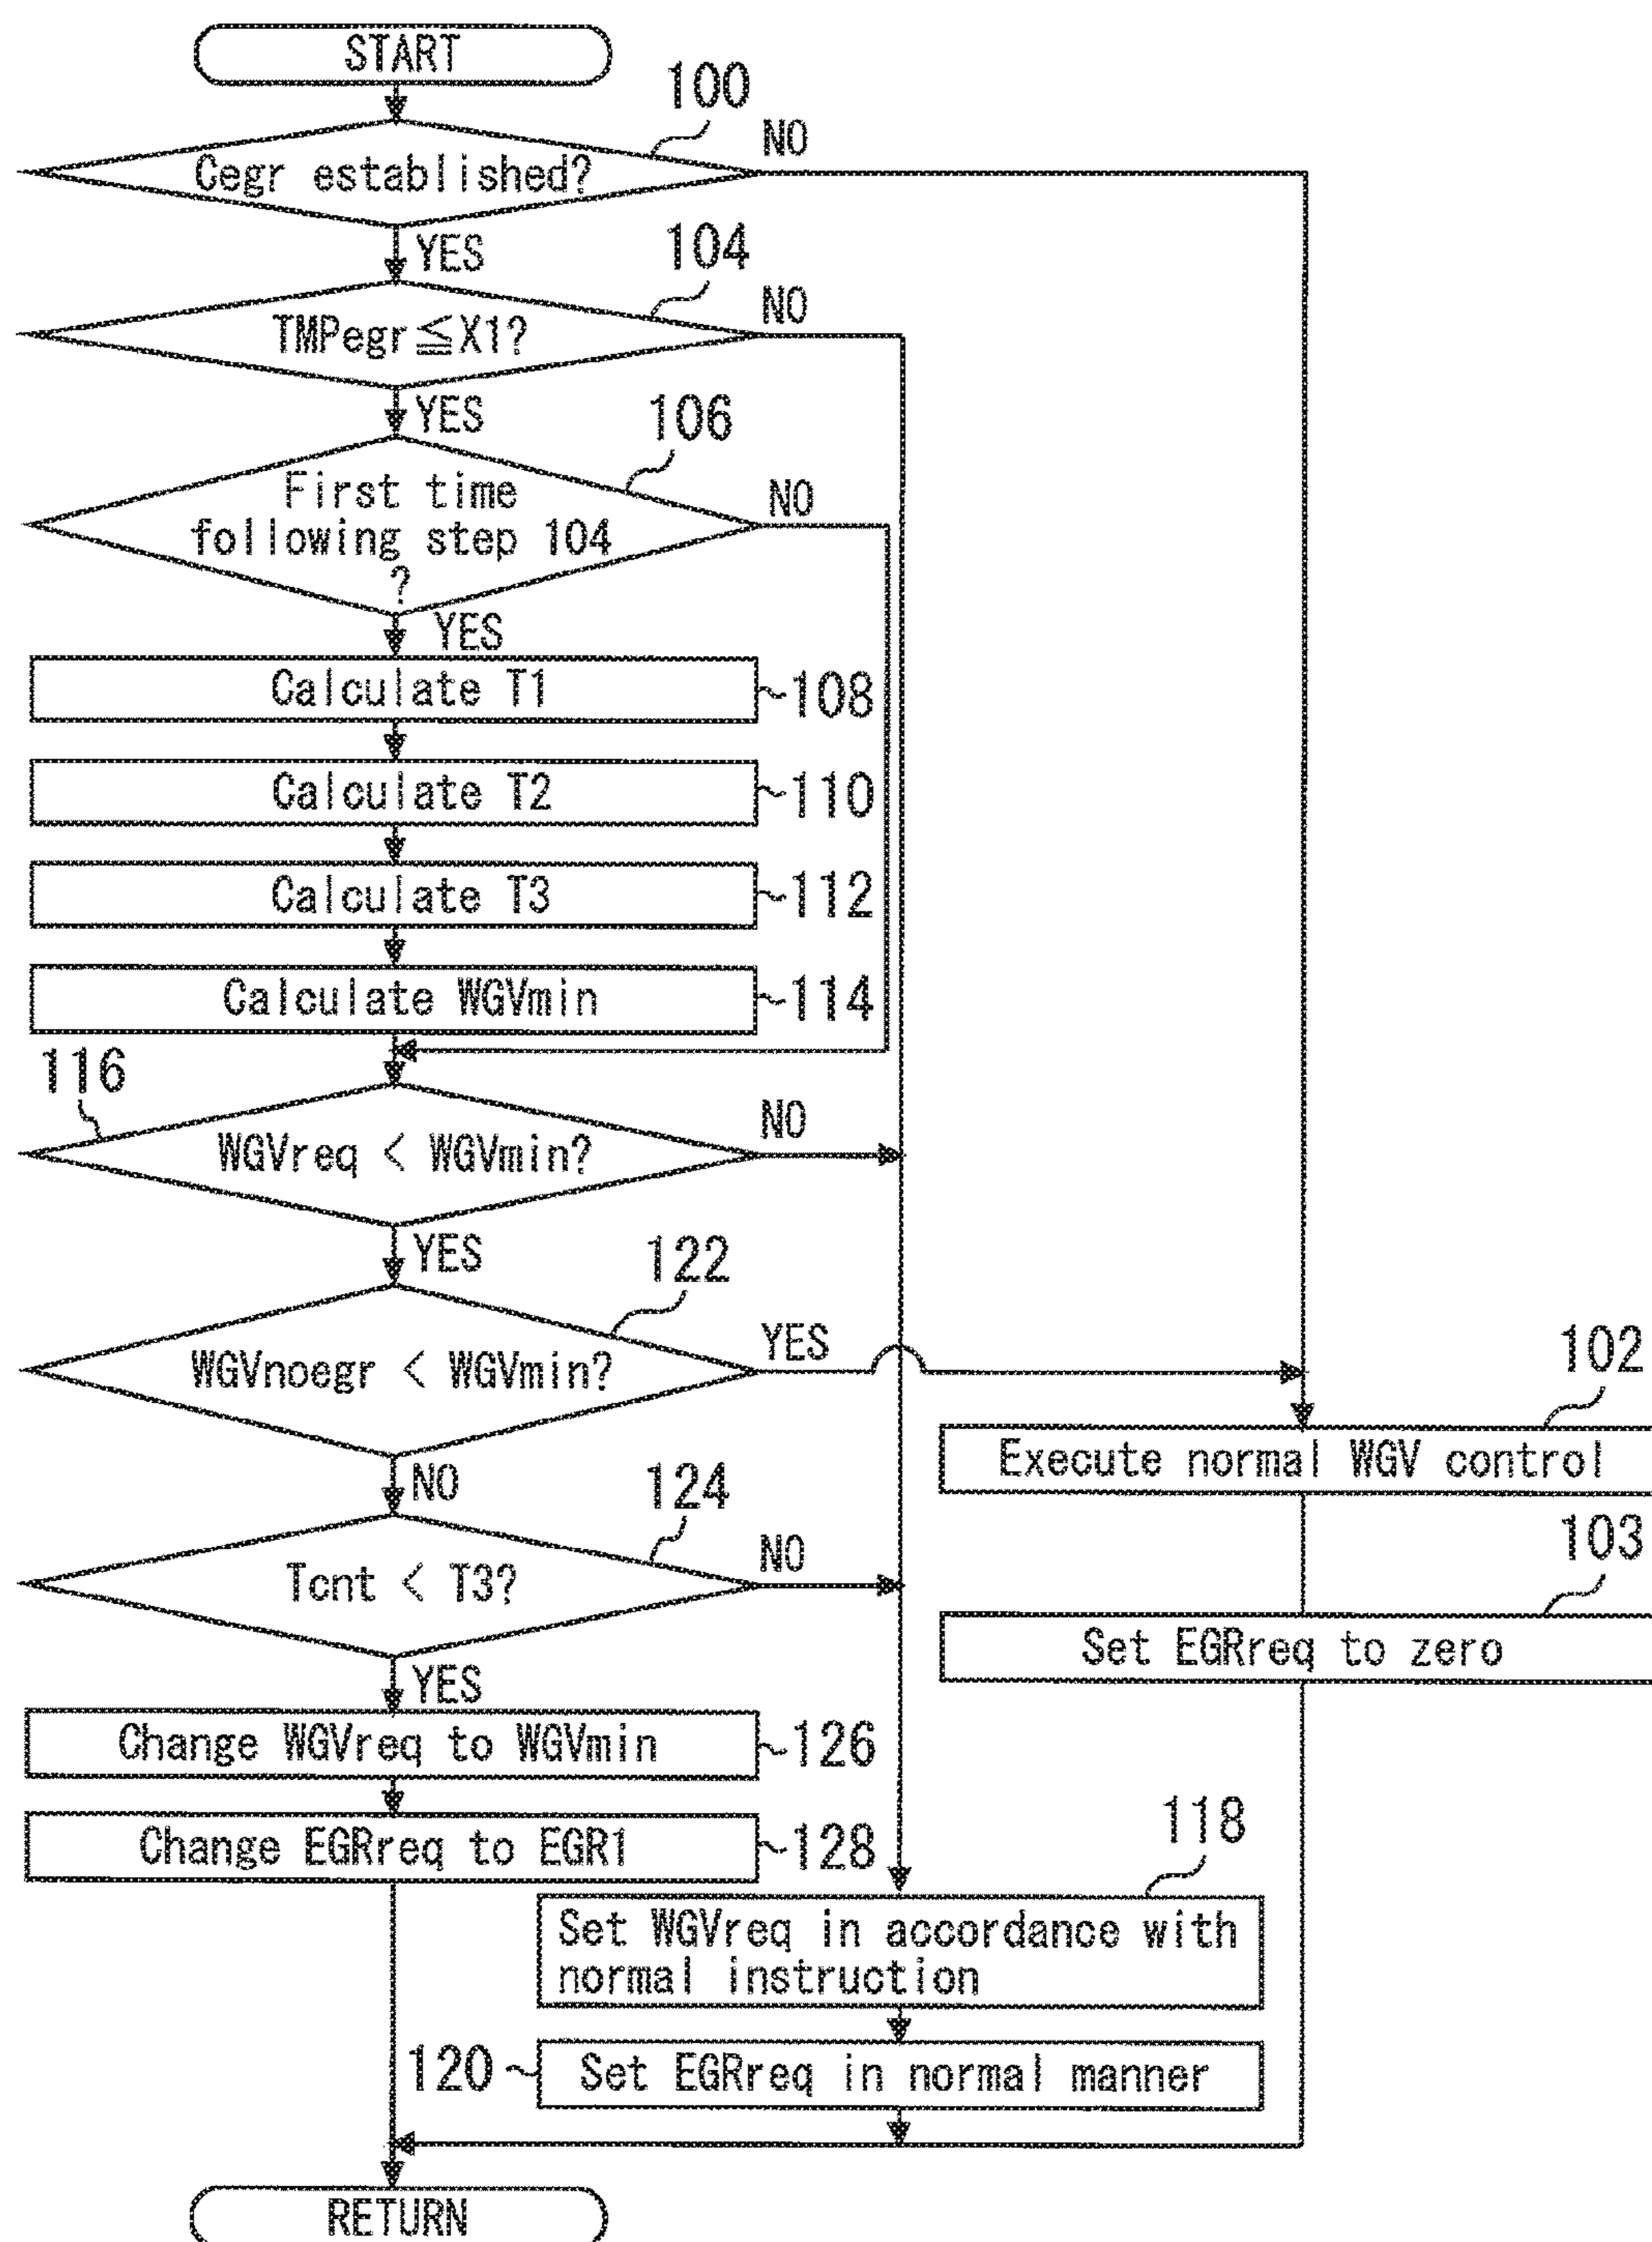 START
100
NO
Cegr established?
YES
104
NO
TMPegr≦X1?
YES
106
First time
NO
following step 104
?
YES
Calculate T1
108
Calculate T2
110
Calculate T3
112
Calculate WGVmin
114
116
NO
WGVreq < WGVmin?
YES
122
YES
WGVnoegr < WGVmin?
102
Execute normal WGV control
NO
124
103
NO
Tcnt < T3?
Set EGRreq to zero
YES
Change WGVreq to WGVmin
126
Change EGRreq to EGR1
128
118
Set WGVreq in accordance with
normal instruction
120
Set EGRreq in normal manner
RETURN